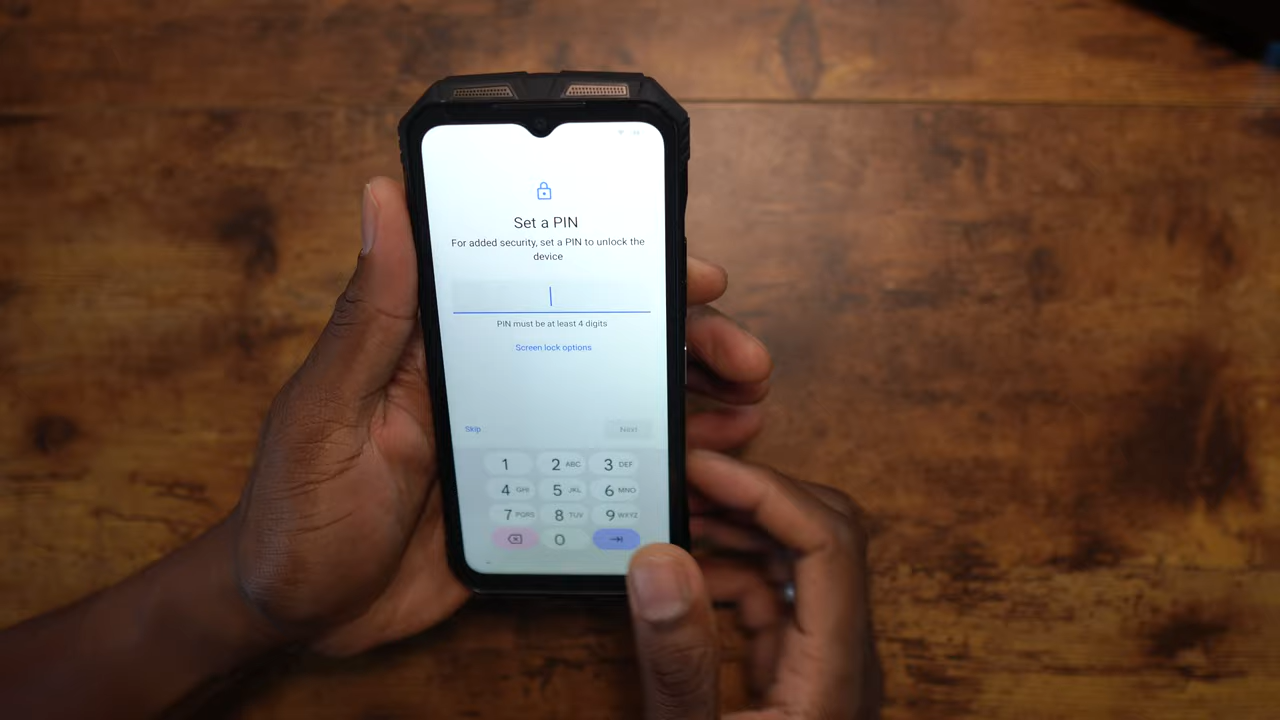 Set a PIN
For added security, set a PIN to unlock the
device
PIN must be at least 4 digits
Screen lock options
Skip
Next
1
2 ABC
3 DEF
4 GHI
5 JKL
6 MNO
7 PQRS
8 TUV
9 WXYZ
0